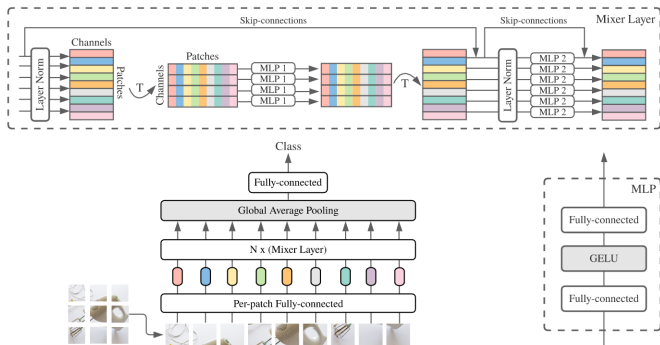 Skip-connections
Skip-connections
Mixer Layer
Channels
Layer Norm
Patches
T
Patches
Channels
MLP 1
MLP 1
MLP 1
MLP 1
T
Layer Norm
MLP 2
MLP 2
MLP 2
MLP 2
MLP 2
MLP 2
Class
Fully-connected
Global Average Pooling
N x (Mixer Layer)
Per-patch Fully-connected
MLP
Fully-connected
GELU
Fully-connected